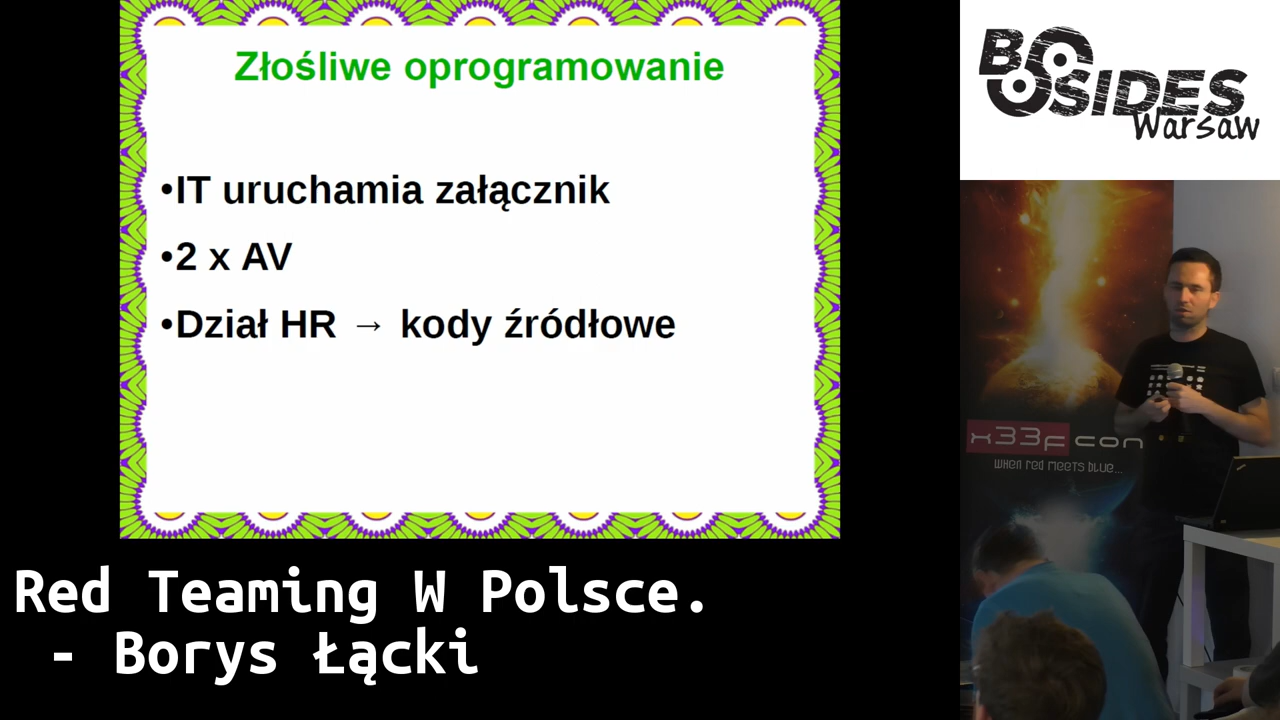 Złośliwe oprogramowanie
•IT uruchamia załącznik
•2 x AV
•Dział HR → kody źródłowe
Red Teaming W Polsce.
- Borys Łącki
BSIDES
Warsaw
x33fcon
when red meets blue...